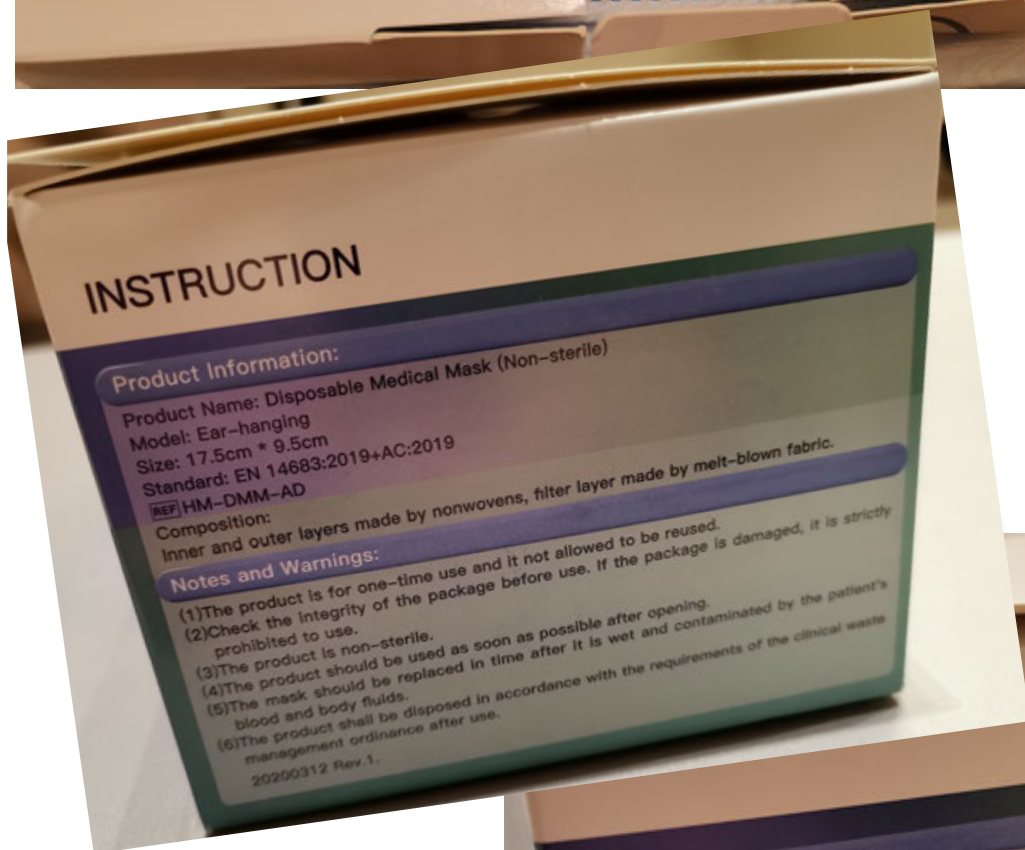 INSTRUCTION
Product Information:
Product Name: Disposable Medical Mask (Non-sterile)
Model: Ear-hanging
Size: 17.5cm * 9.5cm
Standard: EN 14683:2019+AC:2019
REF HM-DMM-AD
Composition:
Inner and outer layers made by nonwovens, filter layer made by melt-blown fabric.
Notes and Warnings:
(1)The product is for one-time use and it not allowed to be reused.
(2)Check the integrity of the package before use. If the package is damaged, it is strictly
prohibited to use.
(3)The product is non-sterile.
(4)The product should be used as soon as possible after opening.
(5)The mask should be replaced in time after it is wet and contaminated by the patient's
blood and body fluids.
(6)The product shall be disposed in accordance with the requirements of the clinical waste
management ordinance after use.
20200312 Rev.1.